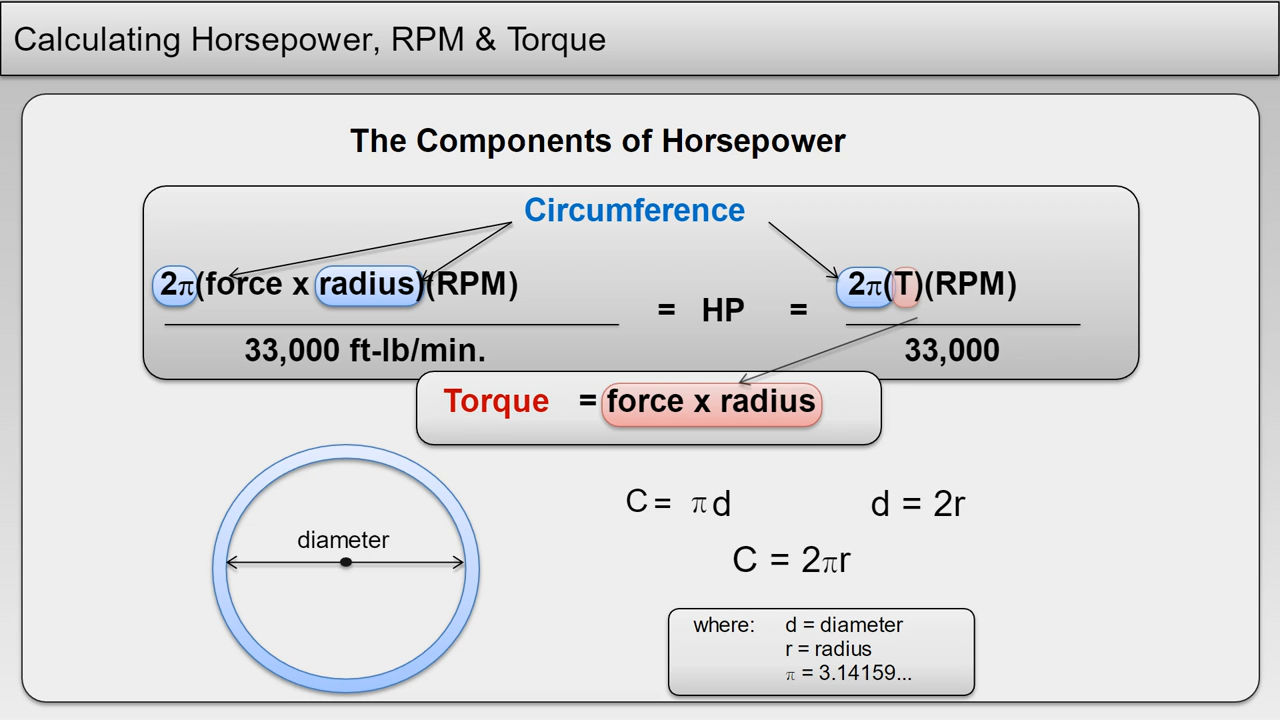 Calculating Horsepower, RPM & Torque
The Components of Horsepower
Circumference
2π(force x radius)(RPM)
33,000 ft-lb/min.
= HP =
2π(T)(RPM)
33,000
Torque = force x radius
diameter
C = π d
d = 2r
C = 2πr
where: d = diameter
r = radius
π = 3.14159...